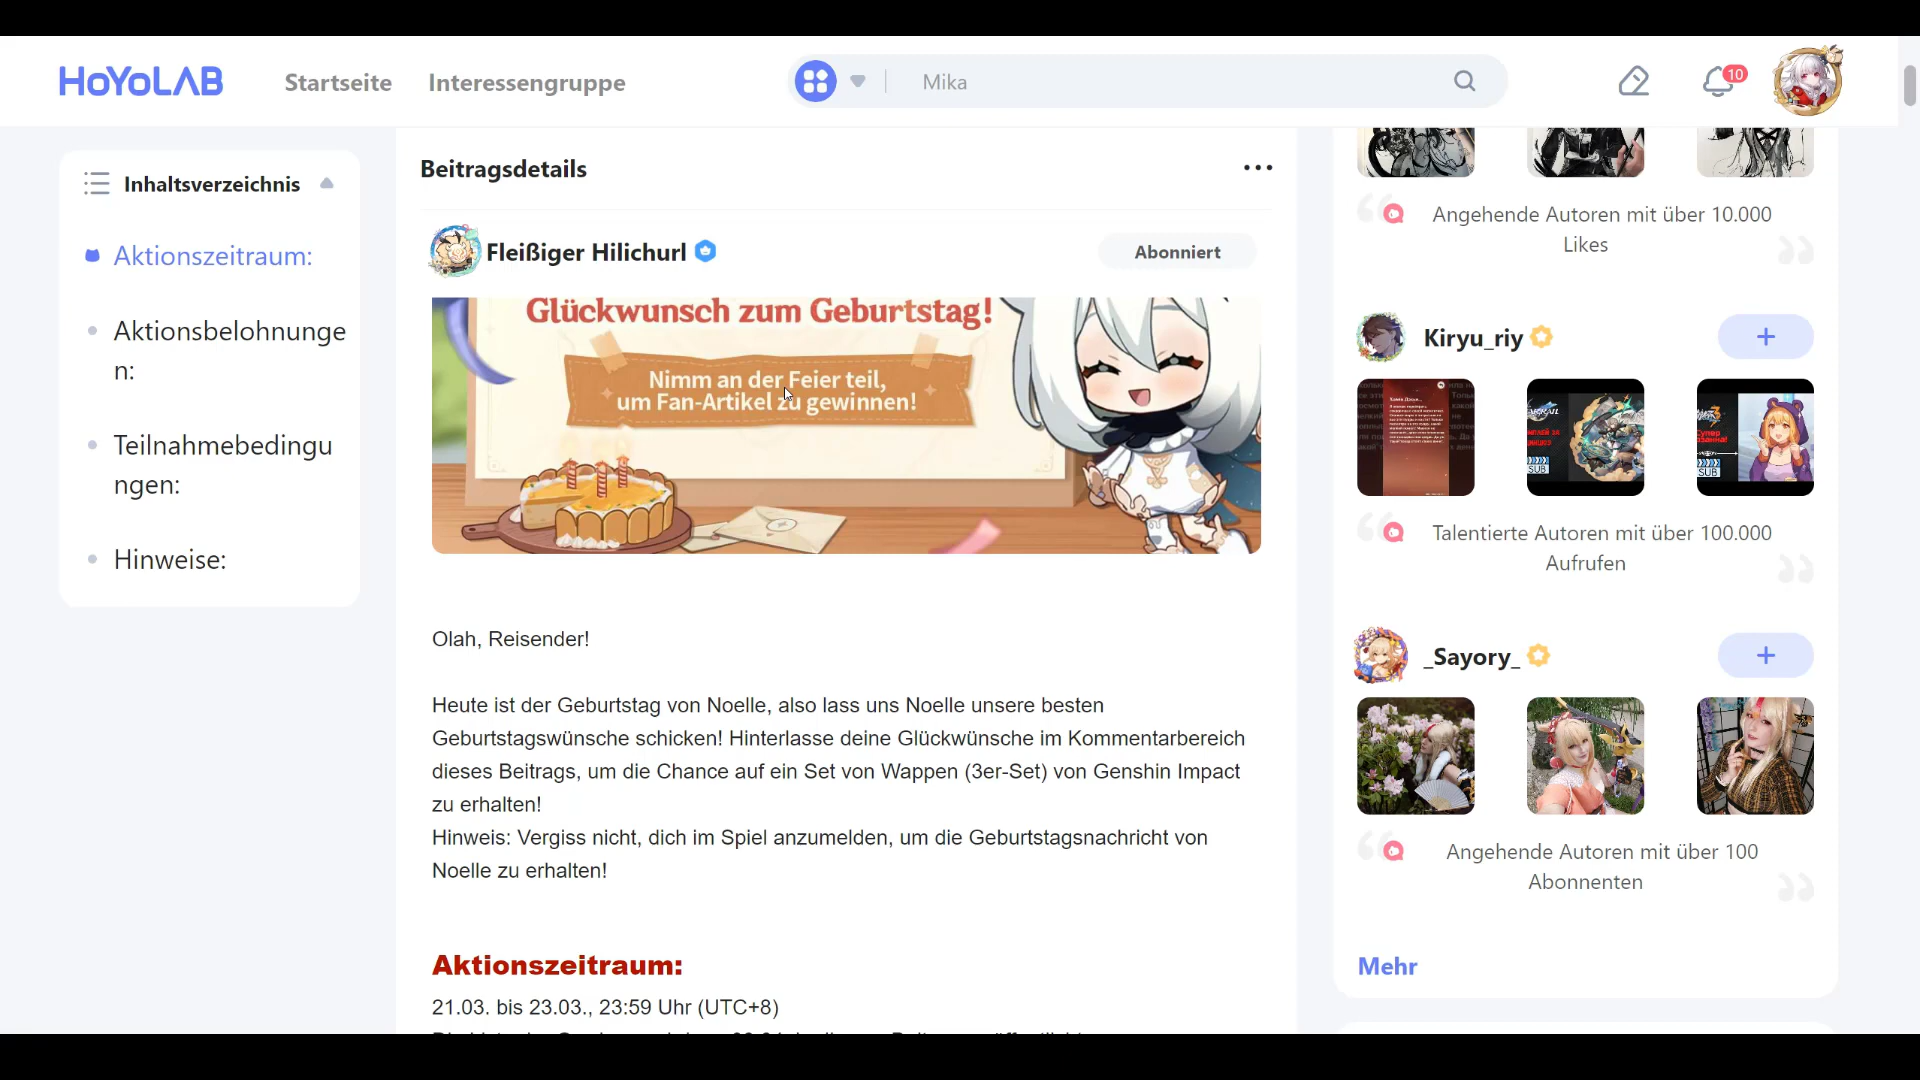 HoYoLAB
Startseite
Interessengruppe
Mika
10
Inhaltsverzeichnis
Aktionszeitraum:
Aktionsbelohnunge
n:
Teilnahmebedingu
ngen:
Hinweise:
Beitragsdetails
Fleißiger Hilichurl
Abonniert
Glückwunsch zum Geburtstag!
Nimm an der Feier teil,
um Fan-Artikel zu gewinnen!
Olah, Reisender!
Heute ist der Geburtstag von Noelle, also lass uns Noelle unsere besten
Geburtstagswünsche schicken! Hinterlasse deine Glückwünsche im Kommentarbereich
dieses Beitrags, um die Chance auf ein Set von Wappen (3er-Set) von Genshin Impact
zu erhalten!
Hinweis: Vergiss nicht, dich im Spiel anzumelden, um die Geburtstagsnachricht von
Noelle zu erhalten!
Aktionszeitraum:
21.03. bis 23.03., 23:59 Uhr (UTC+8)
Angehende Autoren mit über 10.000
Likes
Kiryu_riy
SUB
SUB
Talentierte Autoren mit über 100.000
Aufrufen
_Sayory_
Angehende Autoren mit über 100
Abonnenten
Mehr